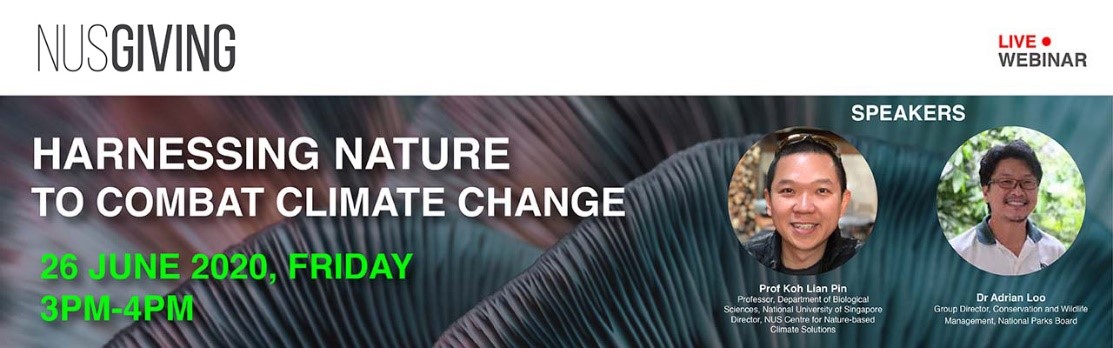 NUSGIVING
LIVE
WEBINAR
HARNESSING NATURE
TO COMBAT CLIMATE CHANGE
26 JUNE 2020, FRIDAY
3PM-4PM
SPEAKERS
Prof Koh Lian Pin
Professor, Department of Biological
Sciences, National University of Singapore
Director, NUS Centre for Nature-based
Climate Solutions
Dr Adrian Loo
Group Director, Conservation and Wildlife
Management, National Parks Board